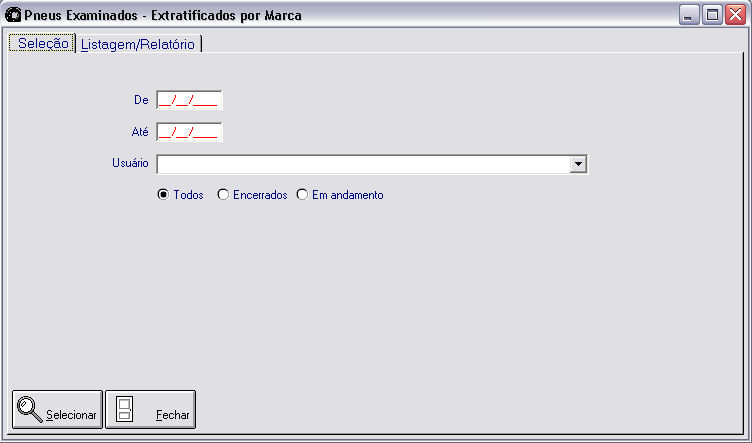 Pneus Examinados - Extratificados por Marca
Seleção Listagem/Relatório
De __/__/____
Até __/__/____
Usuário
Todos Encerrados Em andamento
Selecionar Fechar